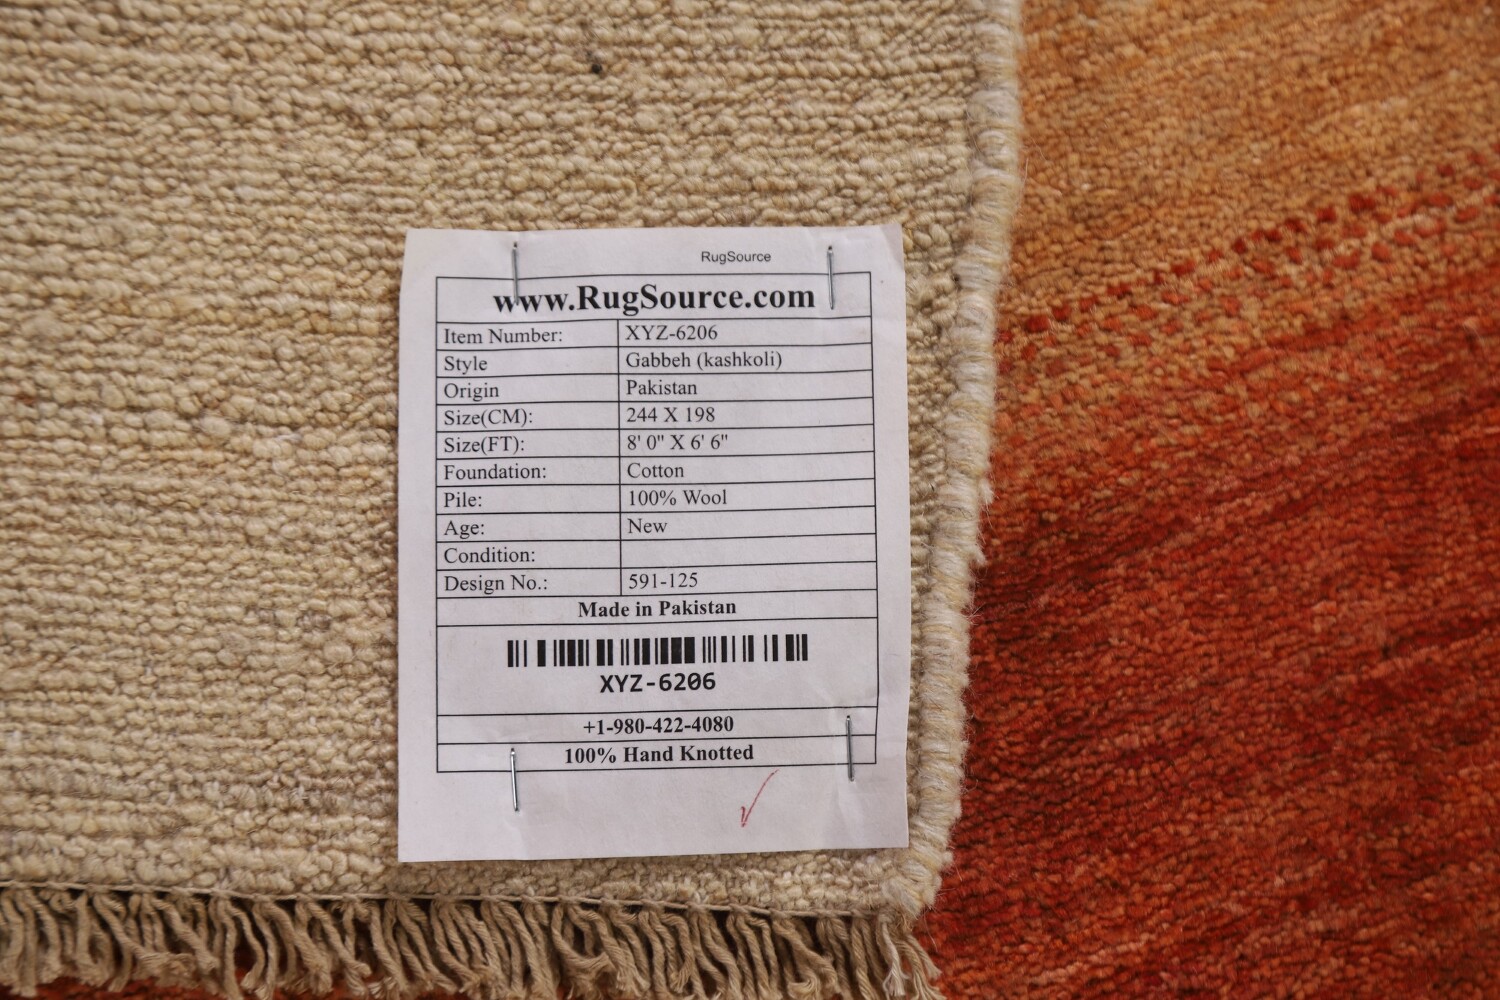 RugSource
www.RugSource.com
Item Number: XYZ-6206
Style Gabbeh (kashkoli)
Origin Pakistan
Size(CM): 244 X 198
Size(FT): 8' 0" X 6' 6"
Foundation: Cotton
Pile: 100% Wool
Age: New
Condition:
Design No.: 591-125
Made in Pakistan
XYZ-6206
+1-980-422-4080
100% Hand Knotted